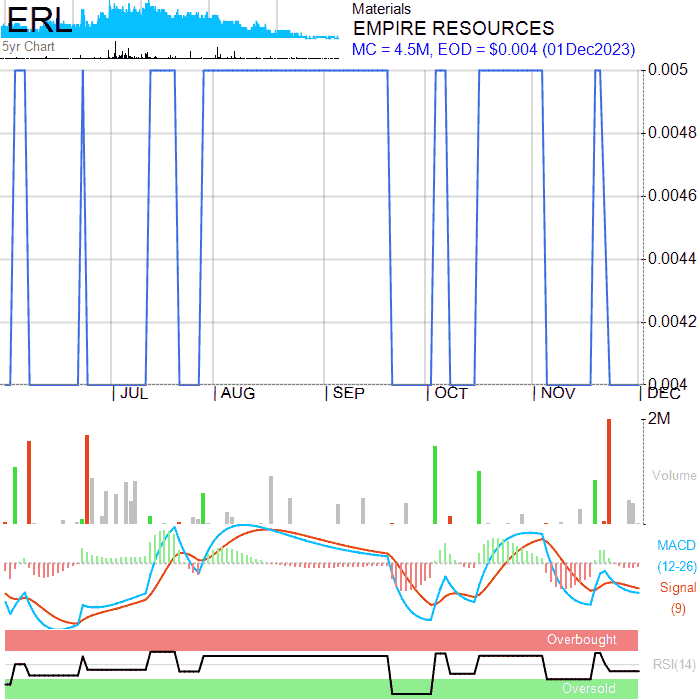 ERL
5yr Chart
Materials
EMPIRE RESOURCES
MC = 4.5M, EOD = $0.004 (01Dec2023)
0.005
0.0048
0.0046
0.0044
0.0042
0.004
JUL AUG SEP OCT NOV DEC
2M
Volume
MACD
(12-26)
Signal
(9)
Overbought
RSI(14)
Oversold